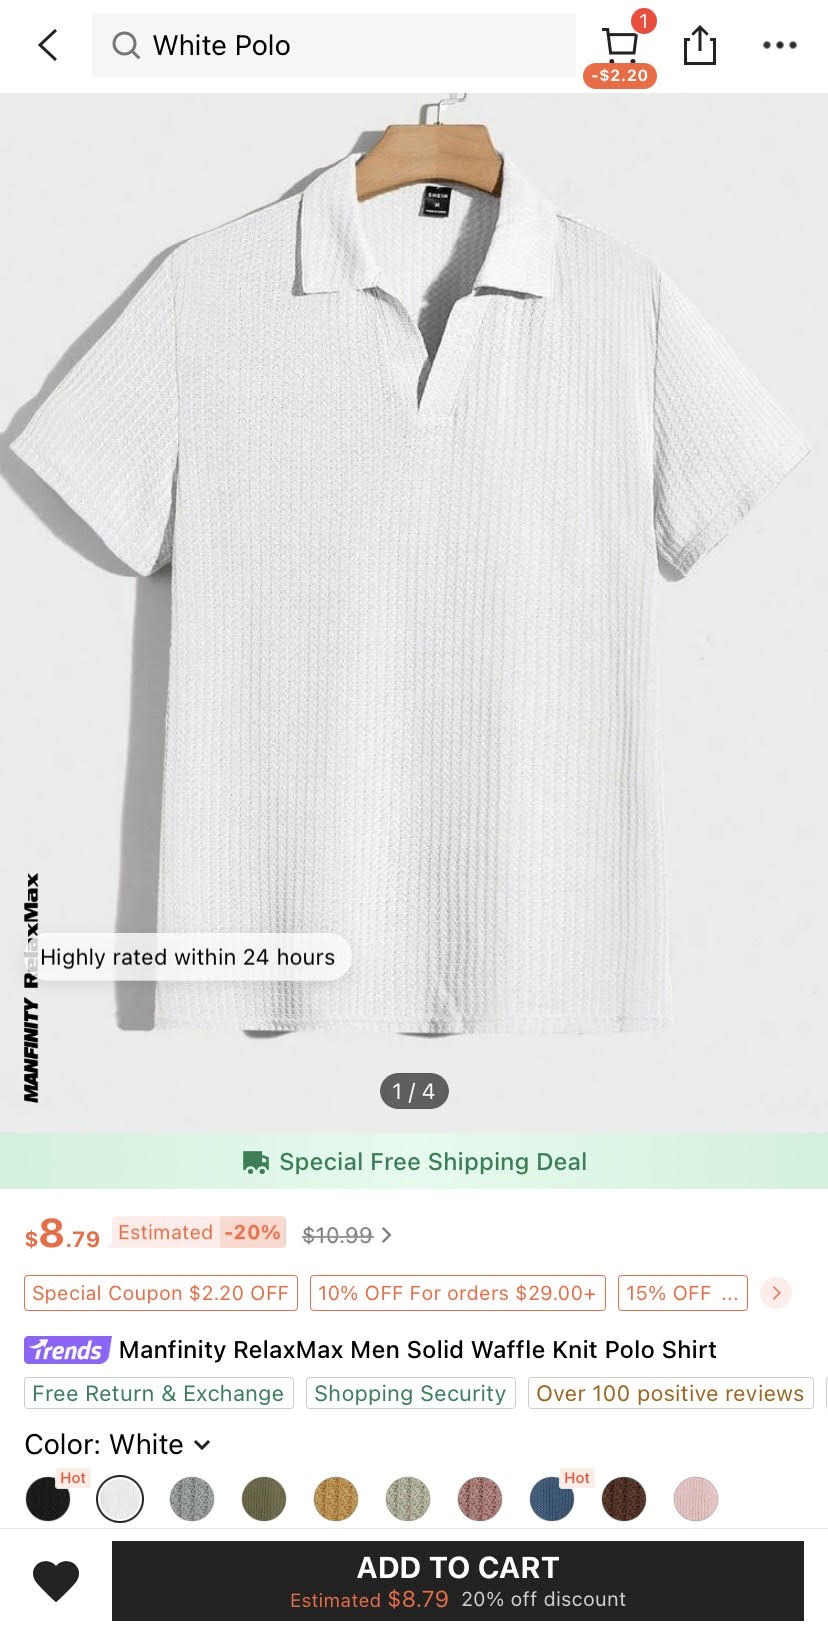 White Polo
1
-$2.20
SHEIN
M
MANFINITY RelaxMax
Highly rated within 24 hours
1 / 4
Special Free Shipping Deal
$8.79 Estimated -20% $10.99
Special Coupon $2.20 OFF 10% OFF For orders $29.00+ 15% OFF ...
Trends Manfinity RelaxMax Men Solid Waffle Knit Polo Shirt
Free Return & Exchange Shopping Security Over 100 positive reviews
Color: White
Hot Hot
ADD TO CART
Estimated $8.79 20% off discount